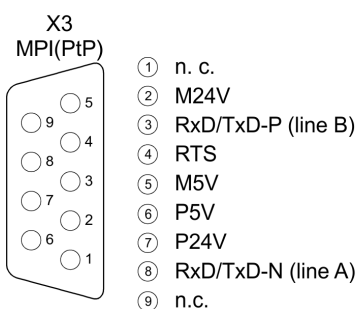 X3
MPI(PtP)
5
9
4
8
3
7
2
6
1
① n. c.
② M24V
③ RxD/TxD-P (line B)
④ RTS
⑤ M5V
⑥ P5V
⑦ P24V
⑧ RxD/TxD-N (line A)
⑨ n.c.